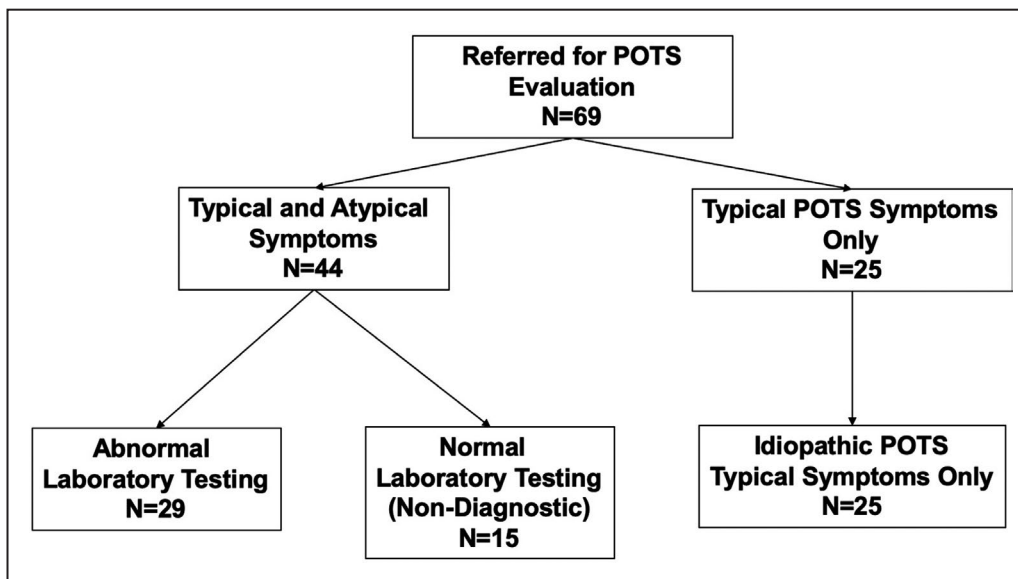 Referred for POTS
Evaluation
N=69
Typical and Atypical
Symptoms
N=44
Typical POTS Symptoms
Only
N=25
Abnormal
Laboratory Testing
N=29
Normal
Laboratory Testing
(Non-Diagnostic)
N=15
Idiopathic POTS
Typical Symptoms Only
N=25